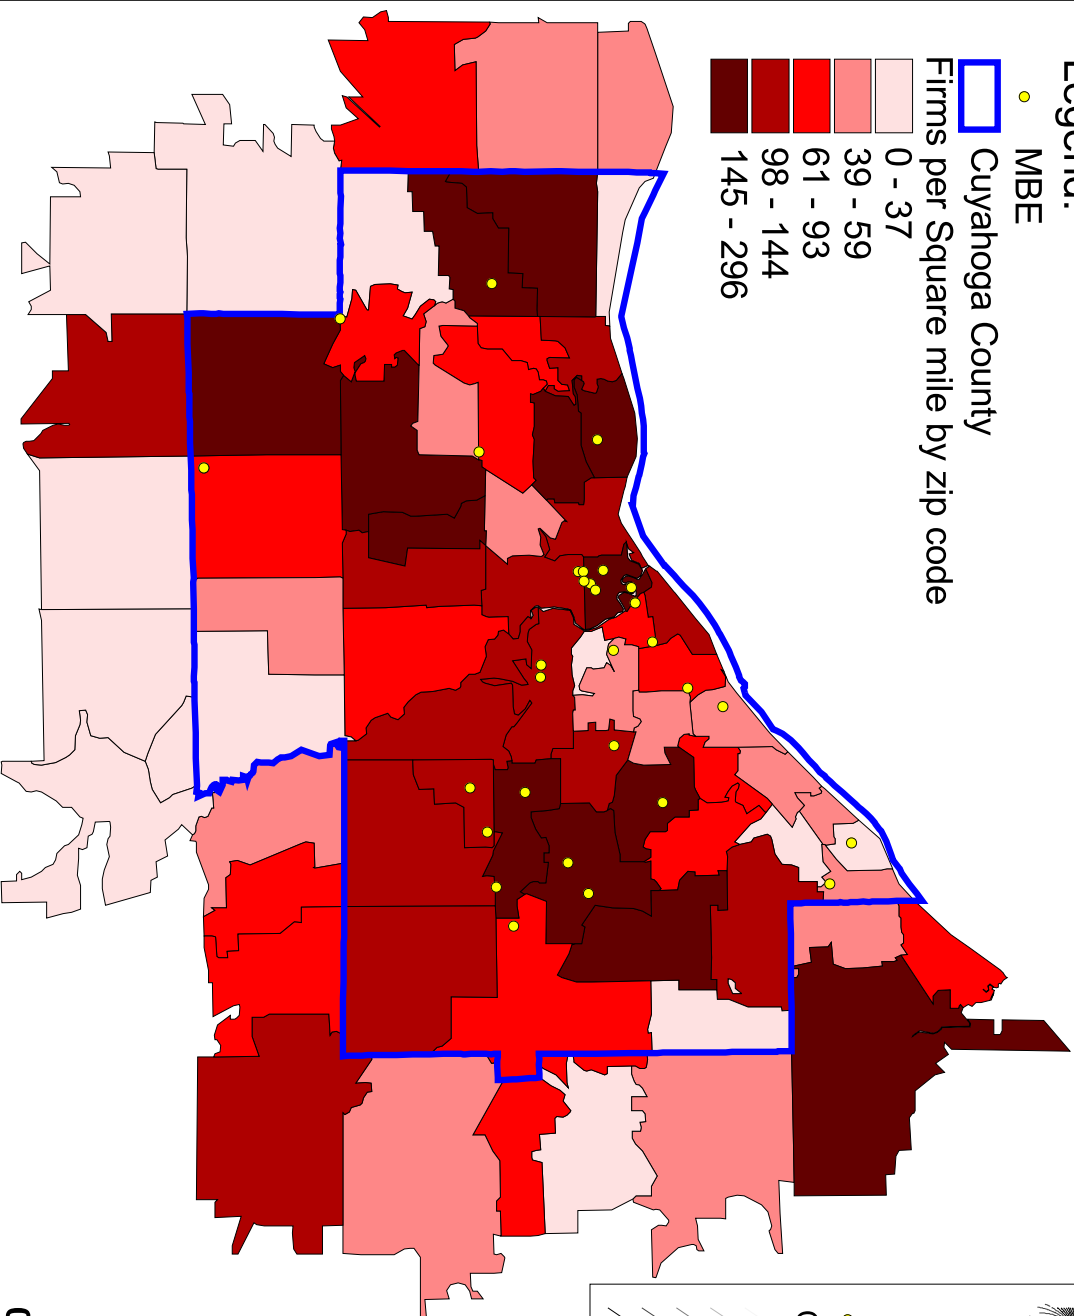 Legend:
MBE
Cuyahoga County
Firms per Square mile by zip code
0 - 37
39 - 59
61 - 93
98 - 144
145 - 296